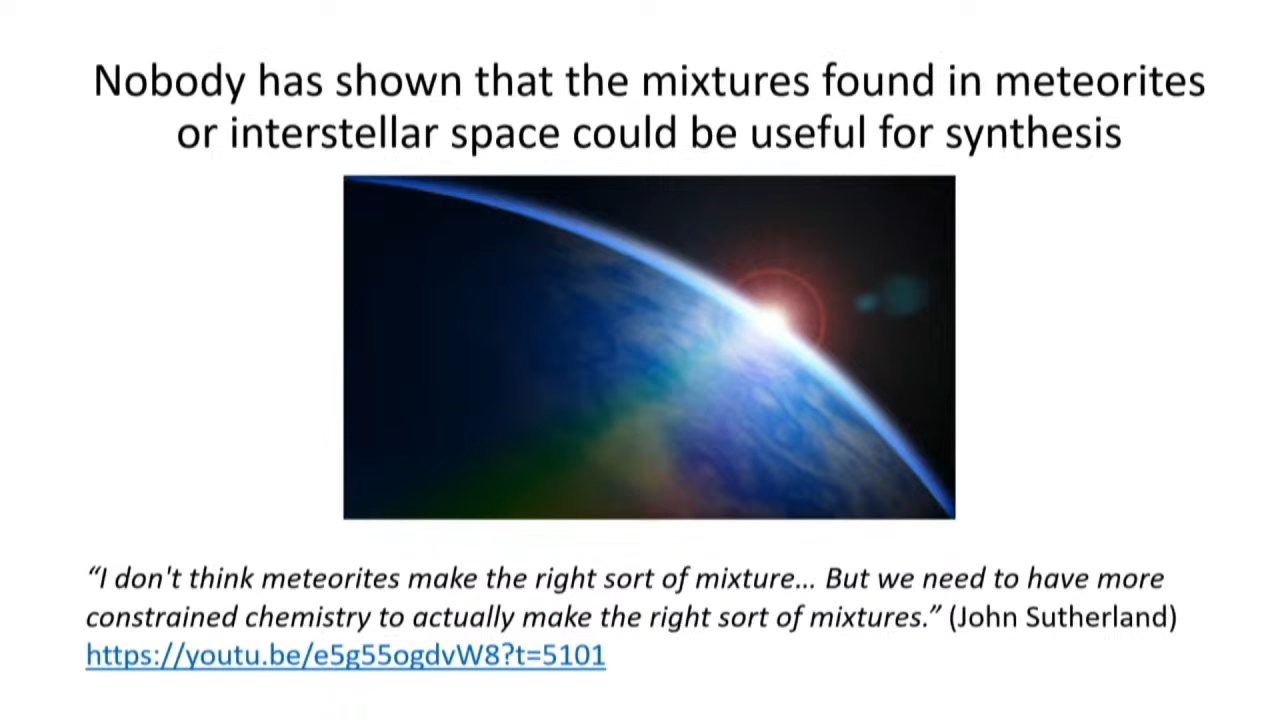 Nobody has shown that the mixtures found in meteorites
or interstellar space could be useful for synthesis
“I don't think meteorites make the right sort of mixture... But we need to have more
constrained chemistry to actually make the right sort of mixtures.” (John Sutherland)
https://youtu.be/e5g55ogdvW8?t=5101